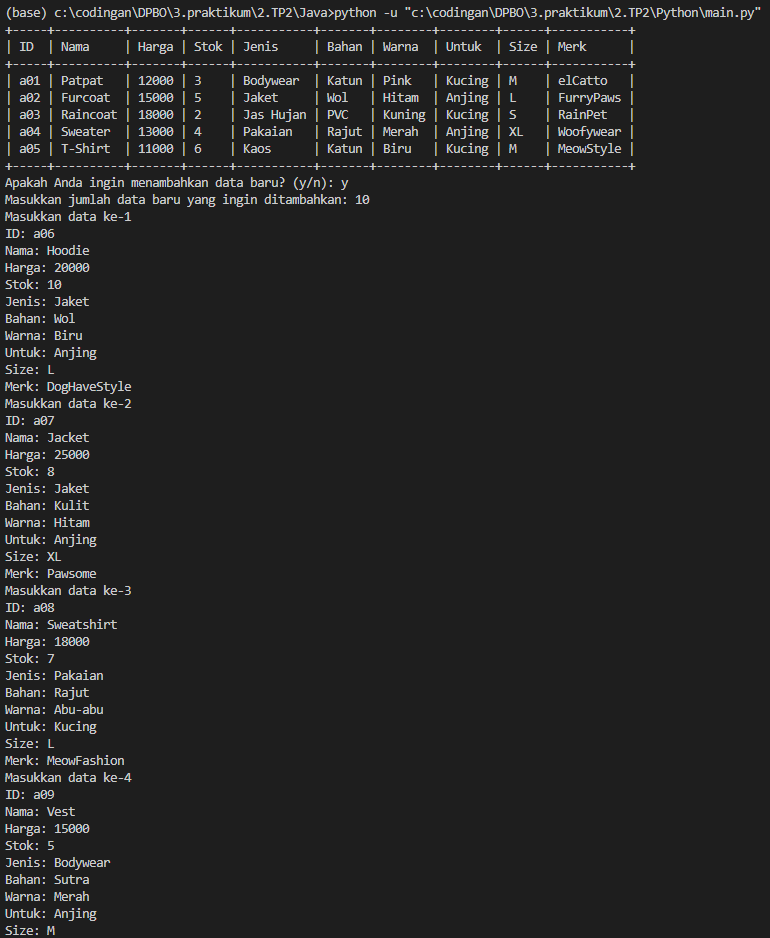 (base) c:\codingan\DPBO\3.praktikum\2.TP2\Java>python -u "c:\codingan\DPBO\3.praktikum\2.TP2\Python\main.py"
+-----+----------+-------+------+-----------+-------+--------+--------+------+-----------+
| ID  | Nama     | Harga | Stok | Jenis     | Bahan | Warna  | Untuk  | Size | Merk      |
+-----+----------+-------+------+-----------+-------+--------+--------+------+-----------+
| a01 | Patpat   | 12000 | 3    | Bodywear  | Katun | Pink   | Kucing | M    | elCatto   |
| a02 | Furcoat  | 15000 | 5    | Jaket     | Wol   | Hitam  | Anjing | L    | FurryPaws |
| a03 | Raincoat | 18000 | 2    | Jas Hujan | PVC   | Kuning | Kucing | S    | RainPet   |
| a04 | Sweater  | 13000 | 4    | Pakaian   | Rajut | Merah  | Anjing | XL   | Woofywear |
| a05 | T-Shirt  | 11000 | 6    | Kaos      | Katun | Biru   | Kucing | M    | MeowStyle |
+-----+----------+-------+------+-----------+-------+--------+--------+------+-----------+
Apakah Anda ingin menambahkan data baru? (y/n): y
Masukkan jumlah data baru yang ingin ditambahkan: 10
Masukkan data ke-1
ID: a06
Nama: Hoodie
Harga: 20000
Stok: 10
Jenis: Jaket
Bahan: Wol
Warna: Biru
Untuk: Anjing
Size: L
Merk: DogHaveStyle
Masukkan data ke-2
ID: a07
Nama: Jacket
Harga: 25000
Stok: 8
Jenis: Jaket
Bahan: Kulit
Warna: Hitam
Untuk: Anjing
Size: XL
Merk: Pawsome
Masukkan data ke-3
ID: a08
Nama: Sweatshirt
Harga: 18000
Stok: 7
Jenis: Pakaian
Bahan: Rajut
Warna: Abu-abu
Untuk: Kucing
Size: L
Merk: MeowFashion
Masukkan data ke-4
ID: a09
Nama: Vest
Harga: 15000
Stok: 5
Jenis: Bodywear
Bahan: Sutra
Warna: Merah
Untuk: Anjing
Size: M